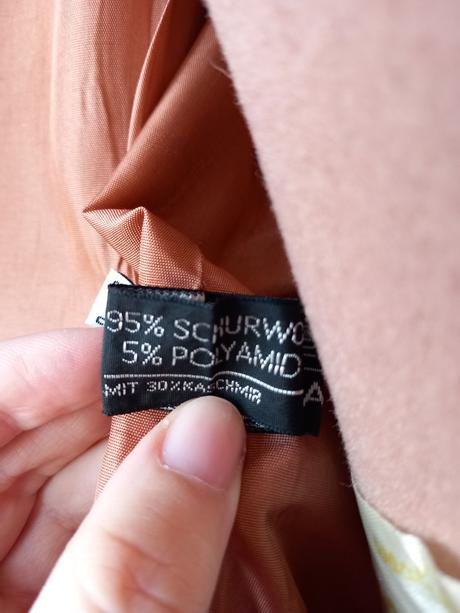 95% SCHURWO
5% POLYAMID
MIT 30%KASCHMIR
A